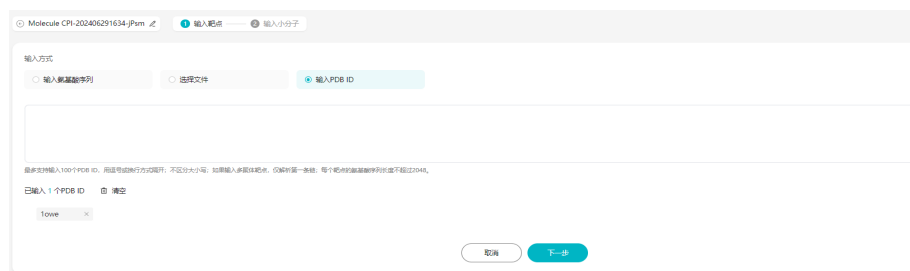 Molecule CPI-202406291634-jPsm 1 输入靶点 2 输入小分子
输入方式
输入氨基酸序列 选择文件 输入PDB ID
最多支持输入100个PDB ID，用逗号或换行方式隔开；不区分大小写；如果输入多聚体靶点，仅解析第一条链；每个靶点的氨基酸序列长度不超过2048。
已输入 1 个PDB ID 清空
1owe ×
取消 下一步